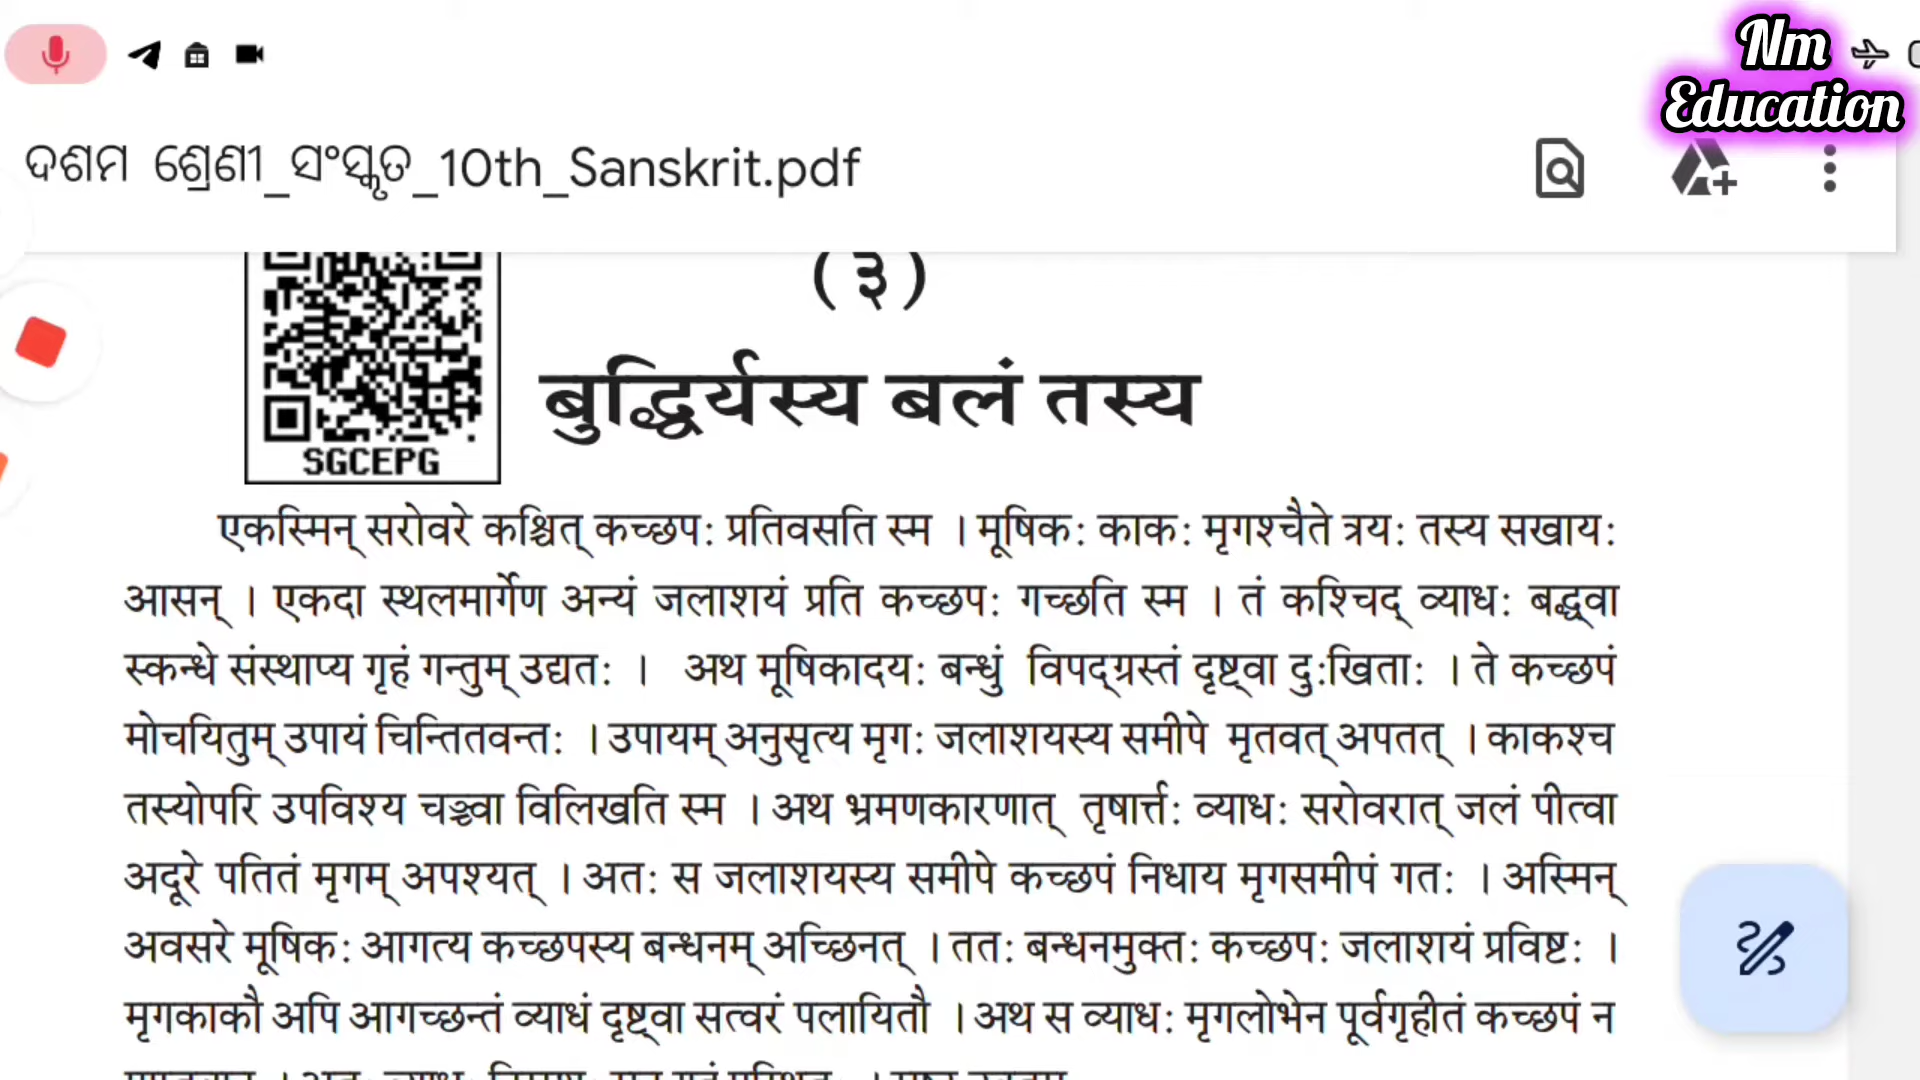 Nm
Education
ଦଶମ ଶ୍ରେଣୀ_ସଂସ୍କୃତ_10th_Sanskrit.pdf
(३)
बुद्धिर्यस्य बलं तस्य
SGCEPG
एकस्मिन् सरोवरे कश्चित् कच्छपः प्रतिवसति स्म । मूषिकः काकः मृगश्चैते त्रयः तस्य सखायः
आसन् । एकदा स्थलमार्गेण अन्यं जलाशयं प्रति कच्छपः गच्छति स्म । तं कश्चिद् व्याधः बद्ध्वा
स्कन्धे संस्थाप्य गृहं गन्तुम् उद्यतः । अथ मूषिकादयः बन्धुं विपद्ग्रस्तं दृष्ट्वा दुःखिताः । ते कच्छपं
मोचयितुम् उपायं चिन्तितवन्तः । उपायम् अनुसृत्य मृगः जलाशयस्य समीपे मृतवत् अपतत् । काकश्च
तस्योपरि उपविश्य चञ्च्वा विलिखति स्म । अथ भ्रमणकारणात् तृषार्त्तः व्याधः सरोवरात् जलं पीत्वा
अदूरे पतितं मृगम् अपश्यत् । अतः स जलाशयस्य समीपे कच्छपं निधाय मृगसमीपं गतः । अस्मिन्
अवसरे मूषिकः आगत्य कच्छपस्य बन्धनम् अच्छिनत् । ततः बन्धनमुक्तः कच्छपः जलाशयं प्रविष्टः ।
मृगकाकौ अपि आगच्छन्तं व्याधं दृष्ट्वा सत्वरं पलायितौ । अथ स व्याधः मृगलोभेन पूर्वगृहीतं कच्छपं न